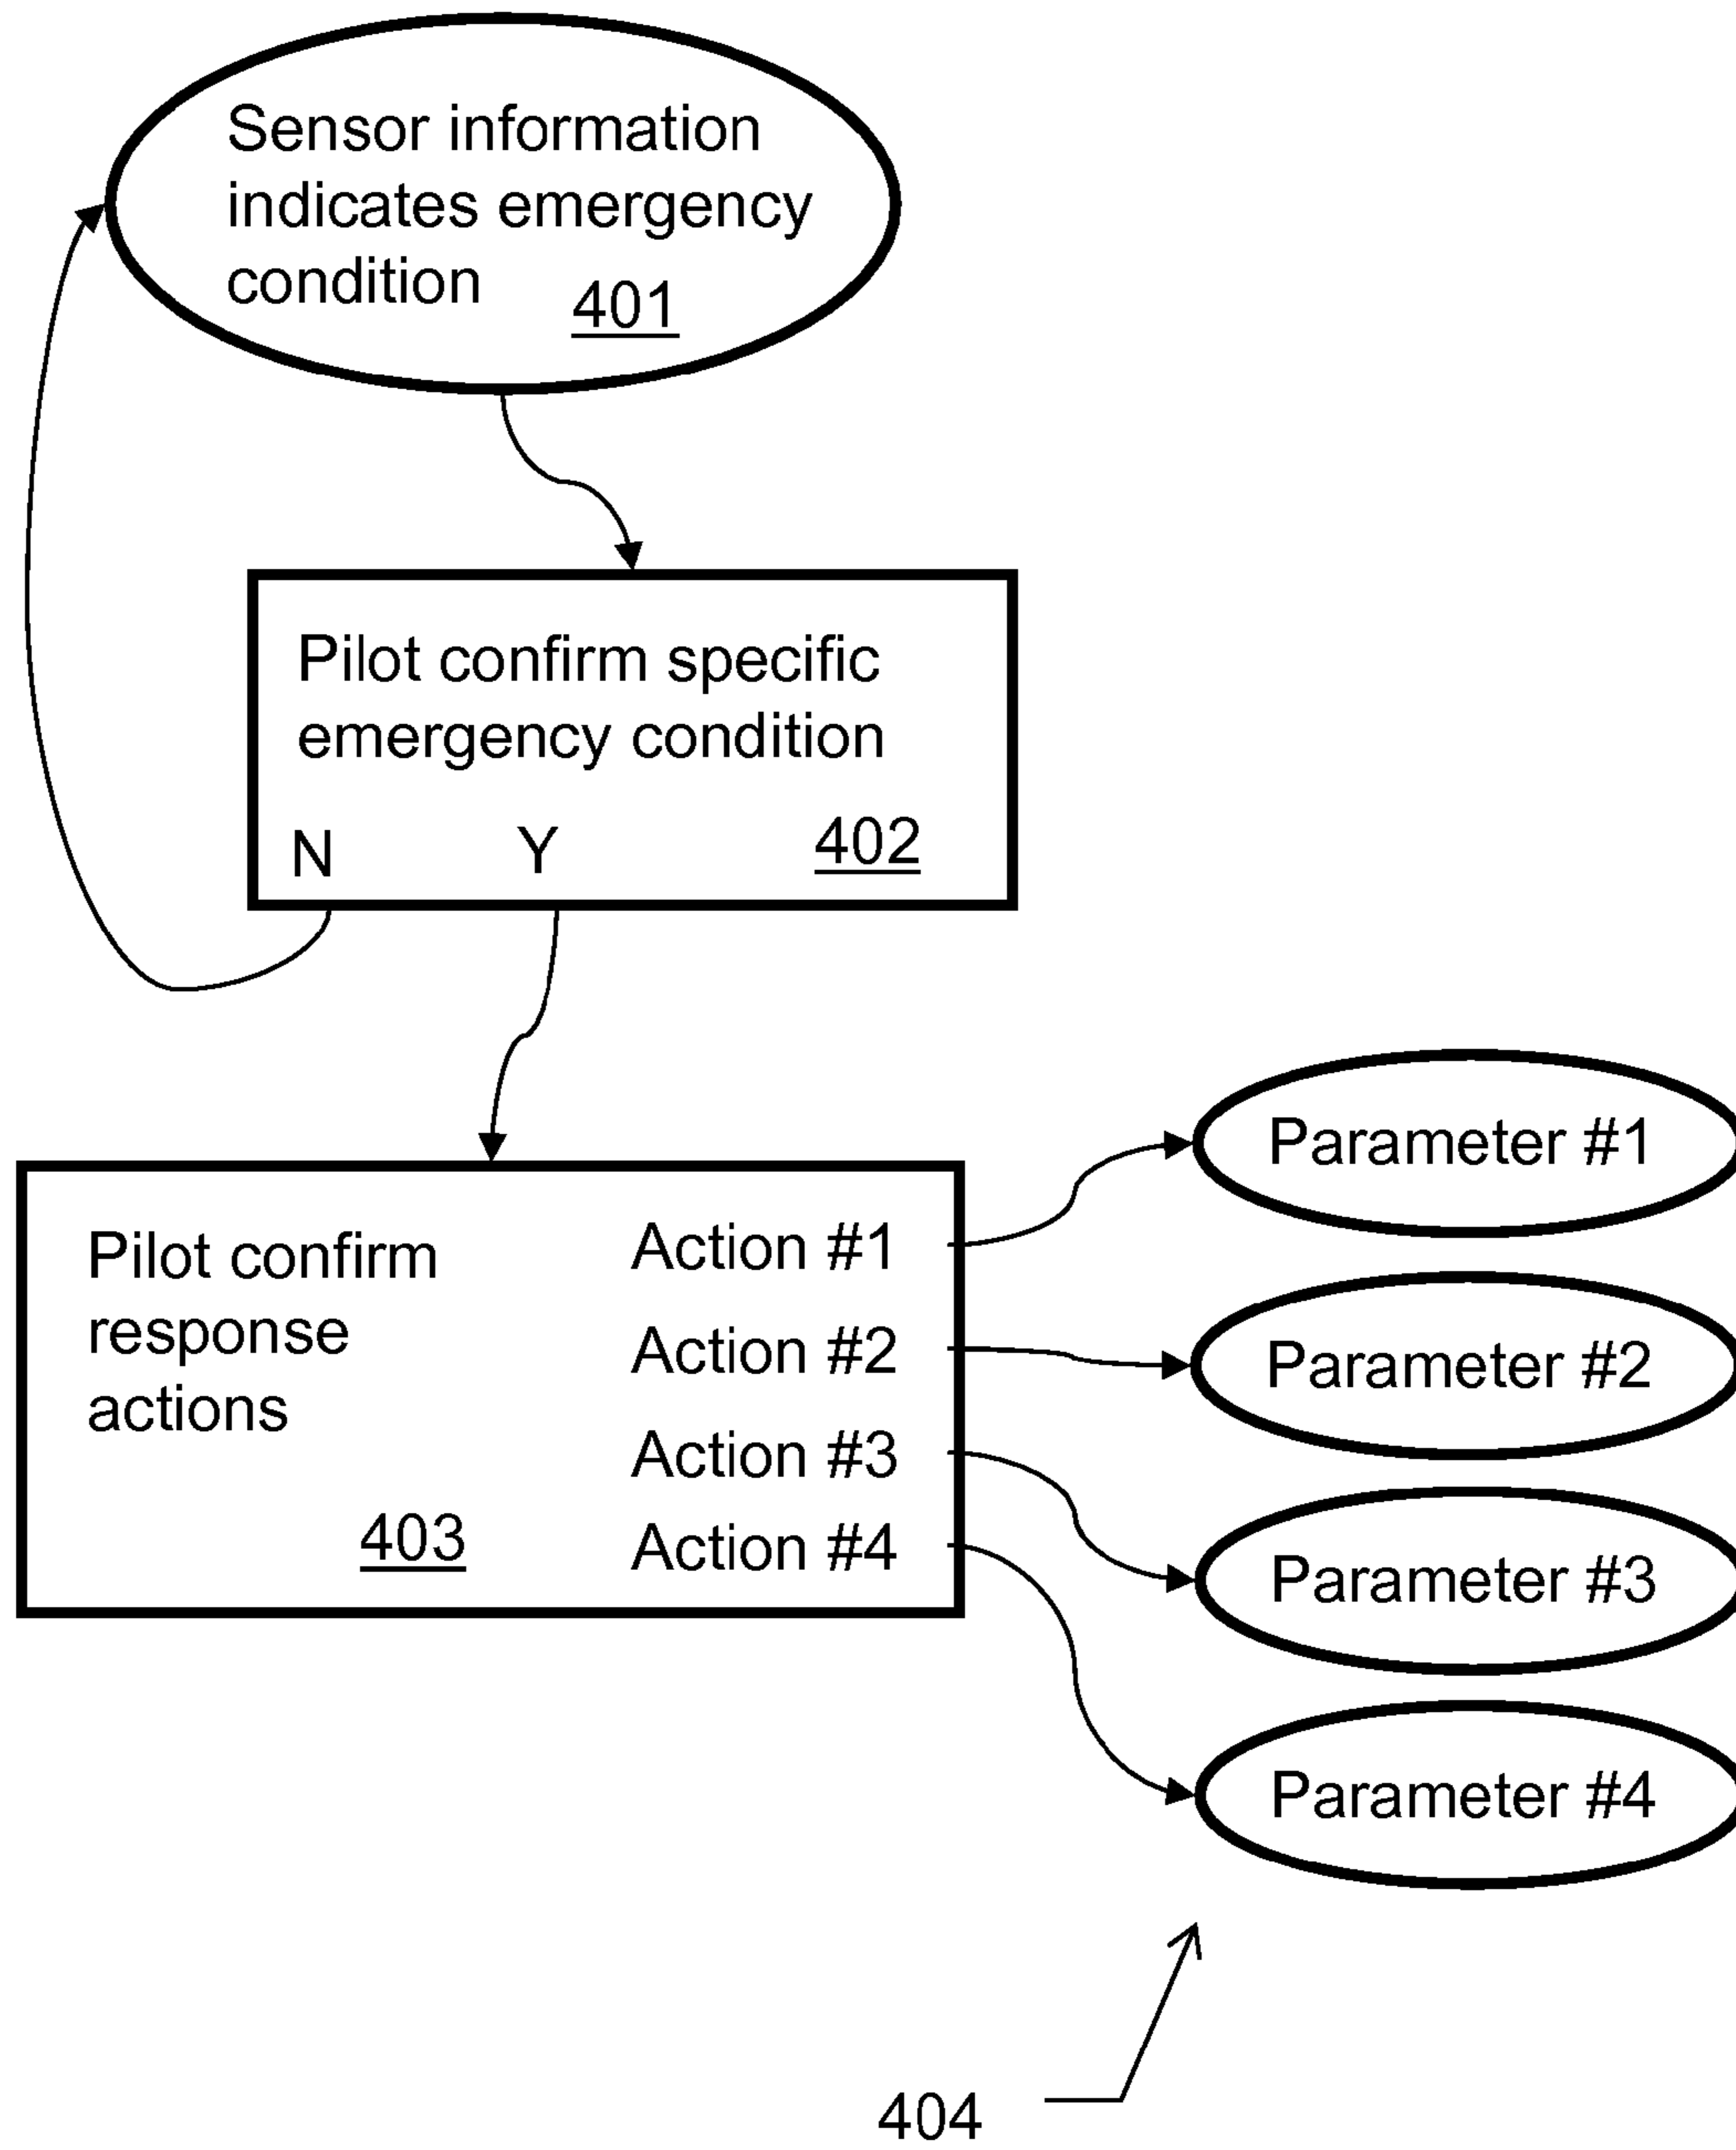 Sensor information
indicates emergency
condition
401
Pilot confirm specific
emergency condition
N Y 402
Pilot confirm
response
actions
403
Action #1
Action #2
Action #3
Action #4
Parameter #1
Parameter #2
Parameter #3
Parameter #4
404